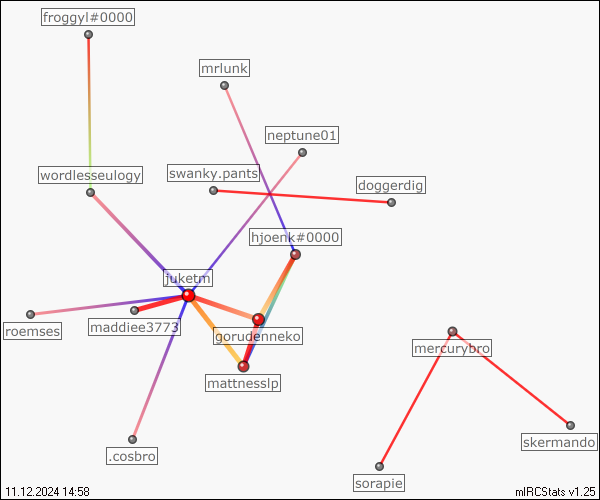 froggyl#0000
mrlunk
neptune01
wordlesseulogy
swanky.pants
doggerdig
hjoenk#0000
juketm
roemses
maddiee3773
gorudenneko
mercurybro
mattnesslp
.cosbro
skermando
sorapie
11.12.2024 14:58
mIRCStats v1.25